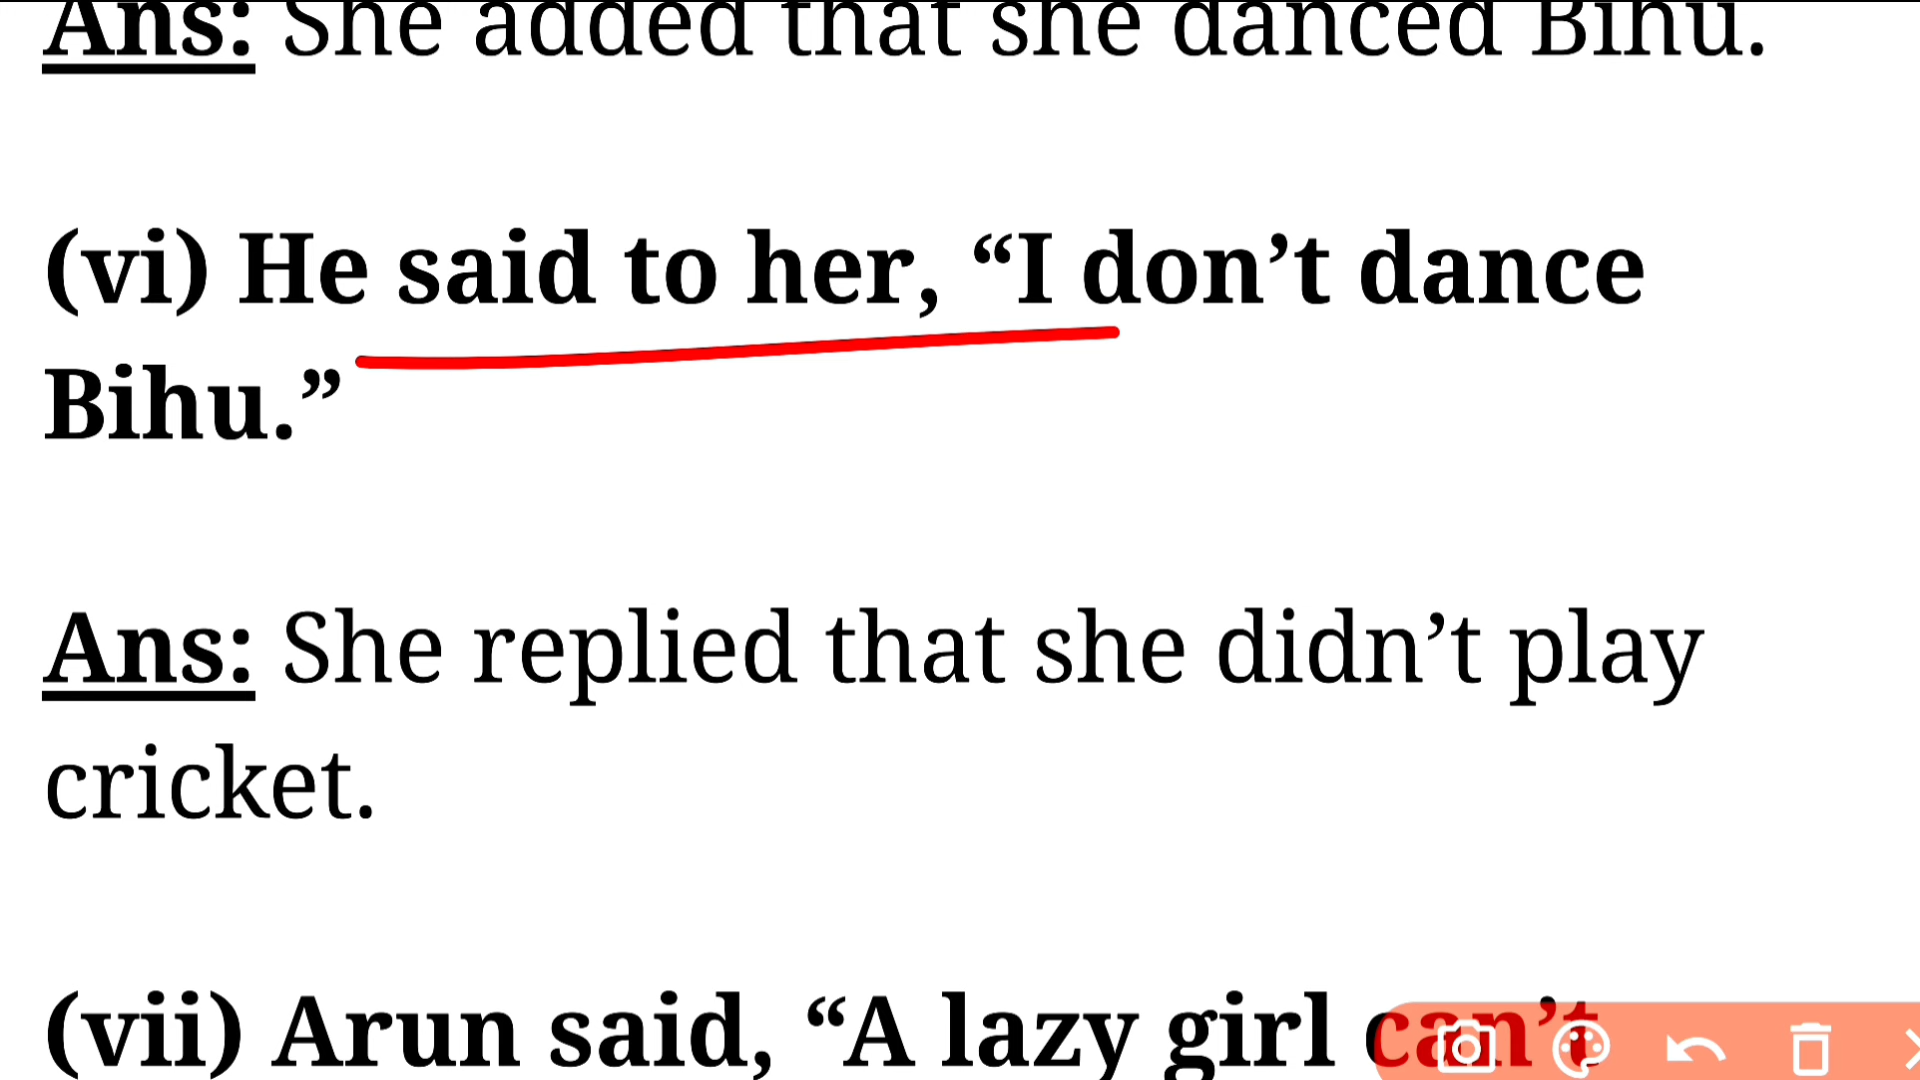 Ans: She added that she danced Bihu.
(vi) He said to her, “I don’t dance
Bihu.”
Ans: She replied that she didn’t play
cricket.
(vii) Arun said, “A lazy girl can’t